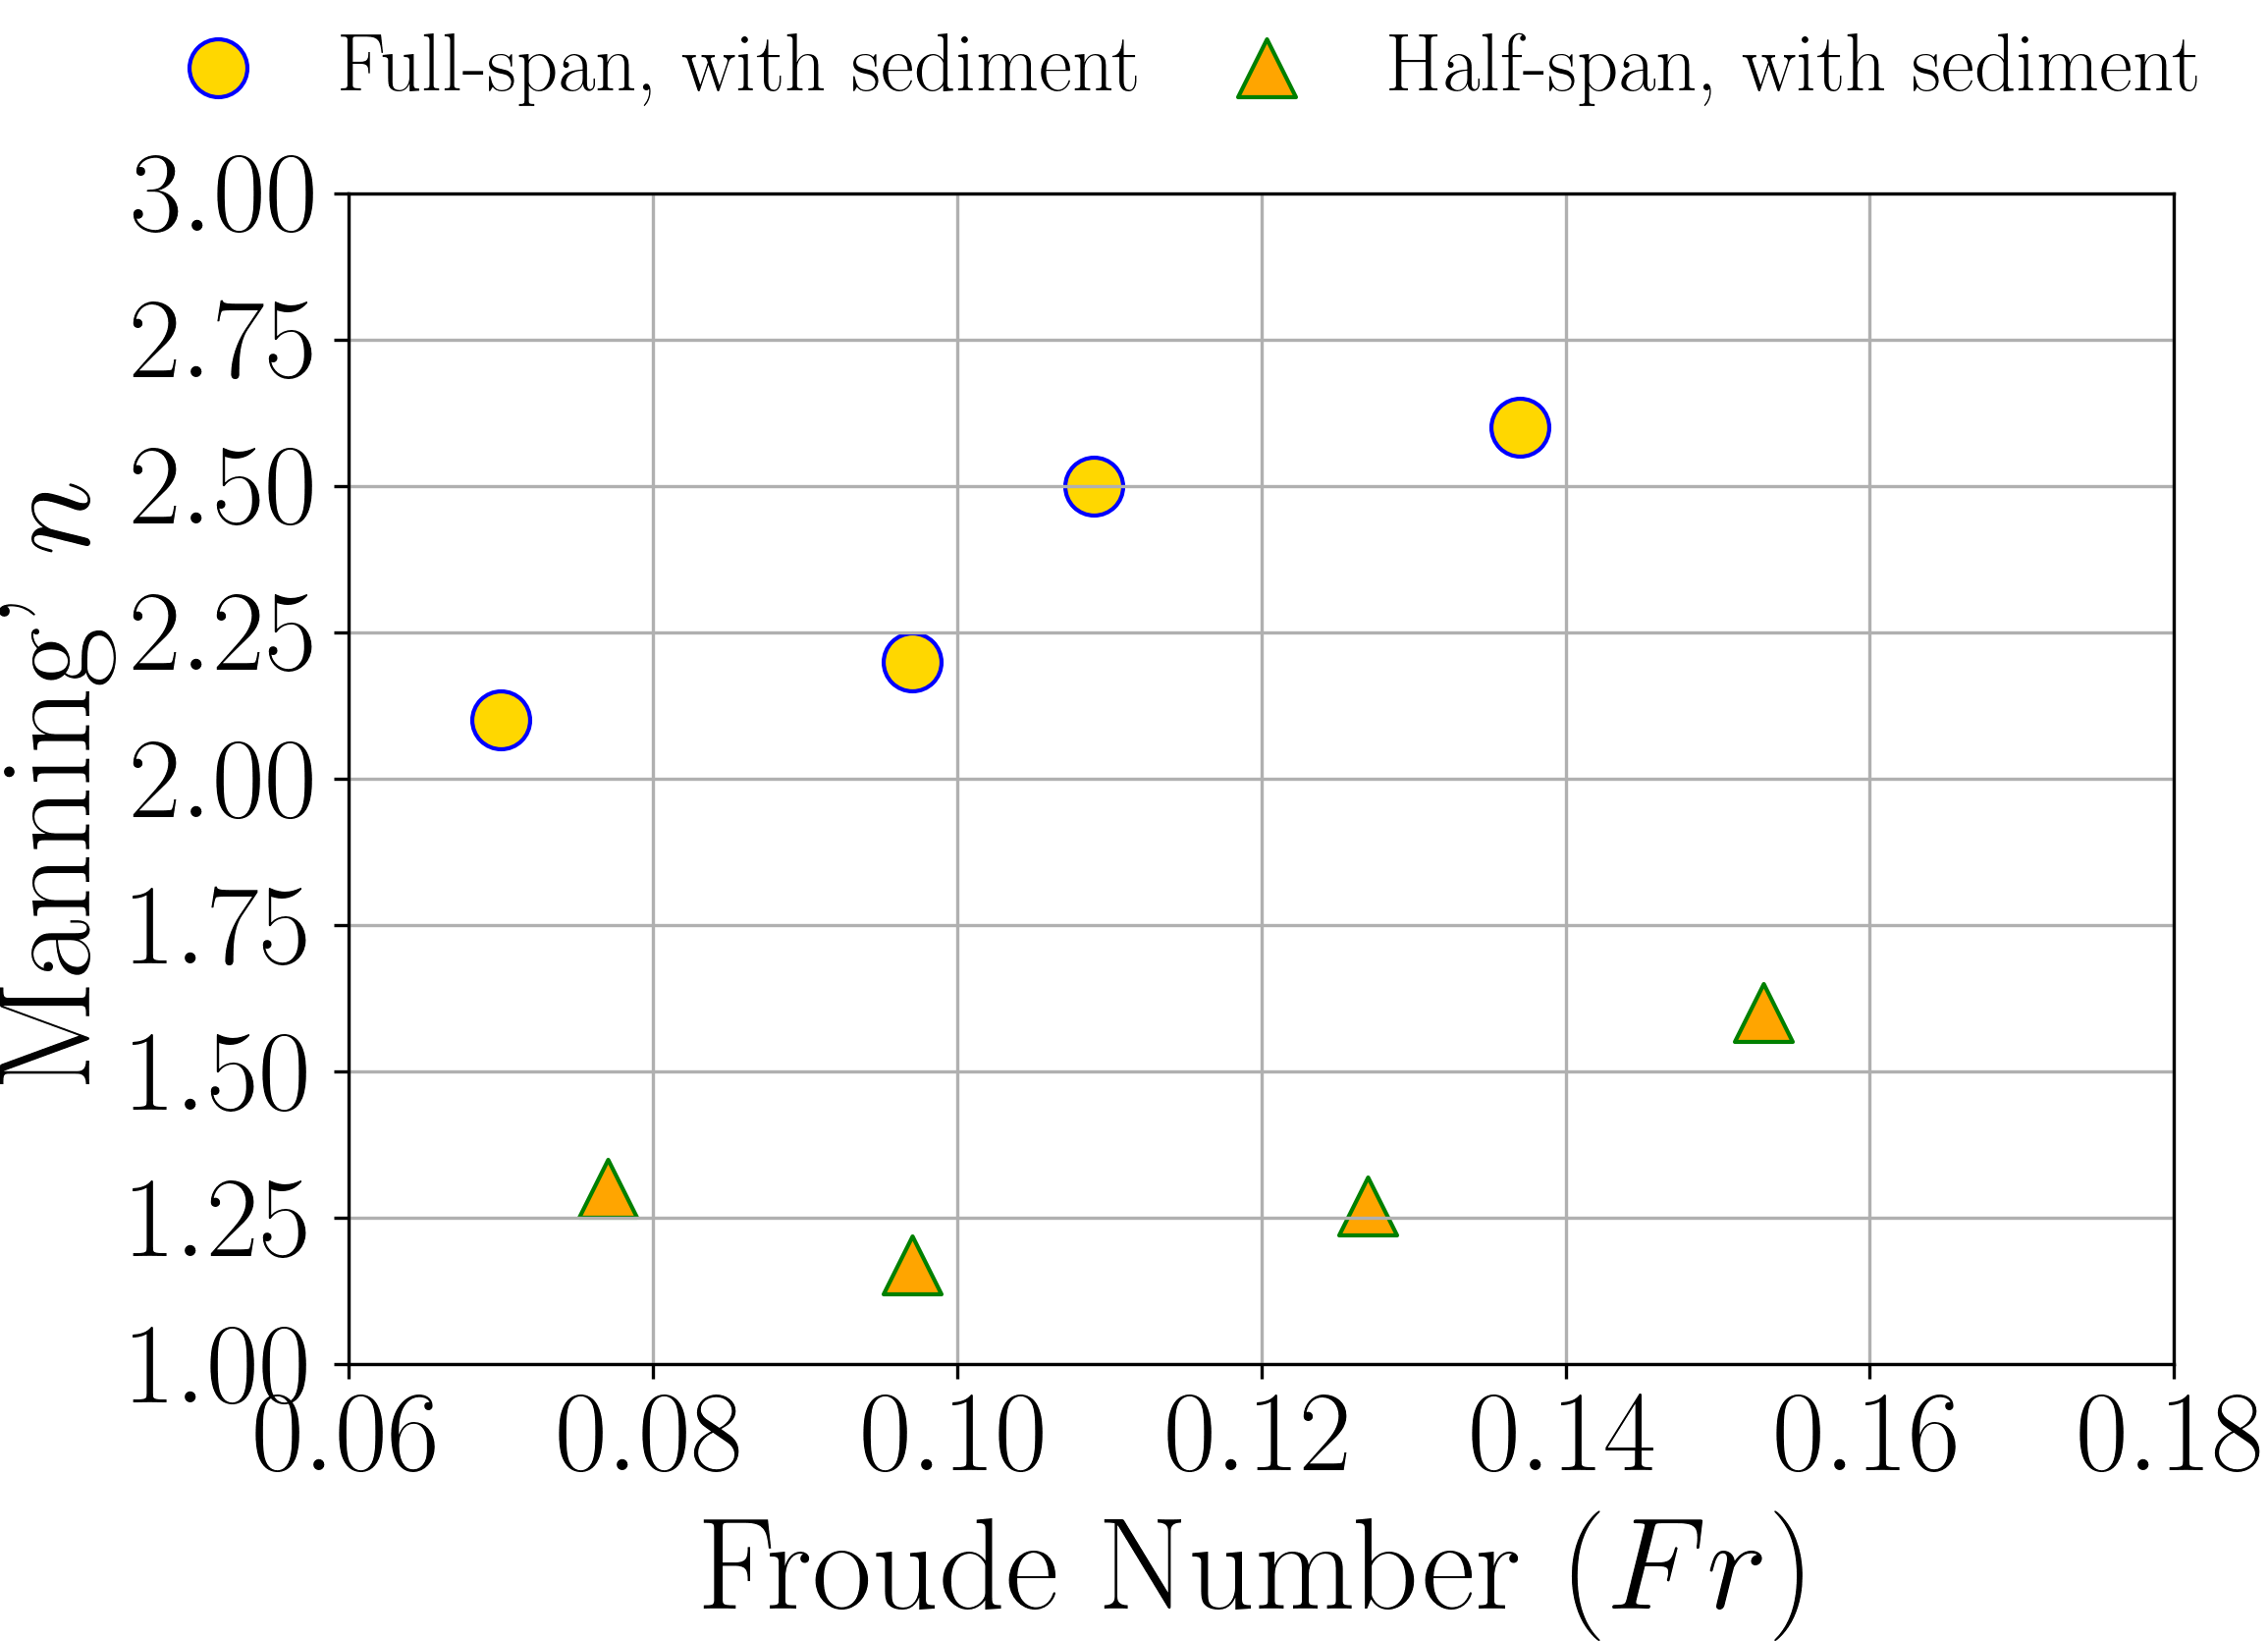 Full-span, with sediment
Half-span, with sediment
3.00
2.75
2.50
2.25
2.00
1.75
1.50
1.25
1.00
Manning' n
0.06 0.08 0.10 0.12 0.14 0.16 0.18
Froude Number (Fr)